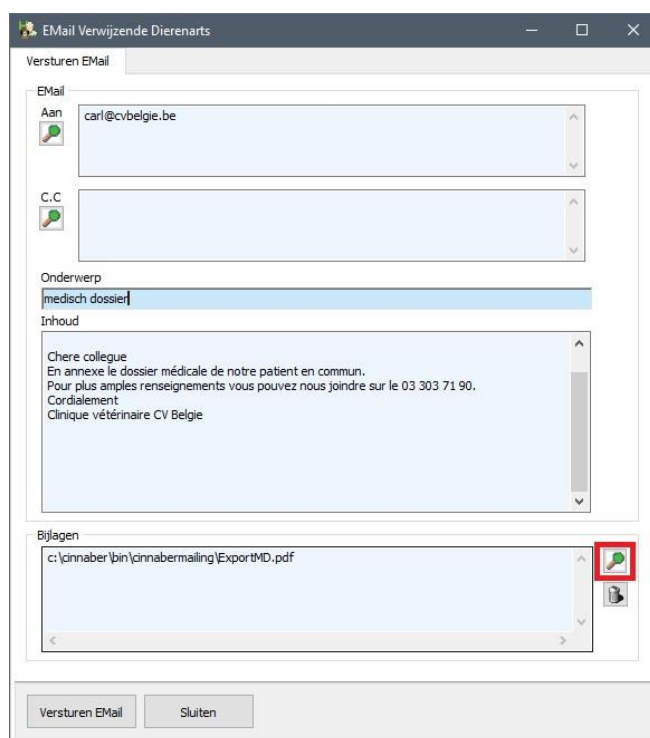 EMail Verwijzende Dierenarts
Versturen EMail
EMail
Aan
carl@cvbelgie.be
C.C
Onderwerp
medisch dossier
Inhoud
Chere collegue
En annexe le dossier médicale de notre patient en commun.
Pour plus amples renseignements vous pouvez nous joindre sur le 03 303 71 90.
Cordialement
Clinique vétérinaire CV Belgie
Bijlagen
c:\cinnaber\bin\cinnabermailing\ExportMD.pdf
Versturen EMail
Sluiten